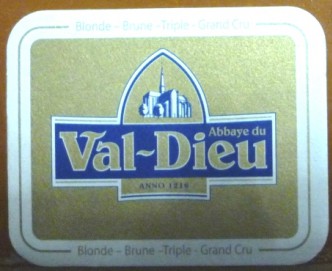 Blonde - Brune -Triple - Grand Cru
Abbaye du
Val-Dieu
ANNO 1216
Blonde - Brune -Triple - Grand Cru